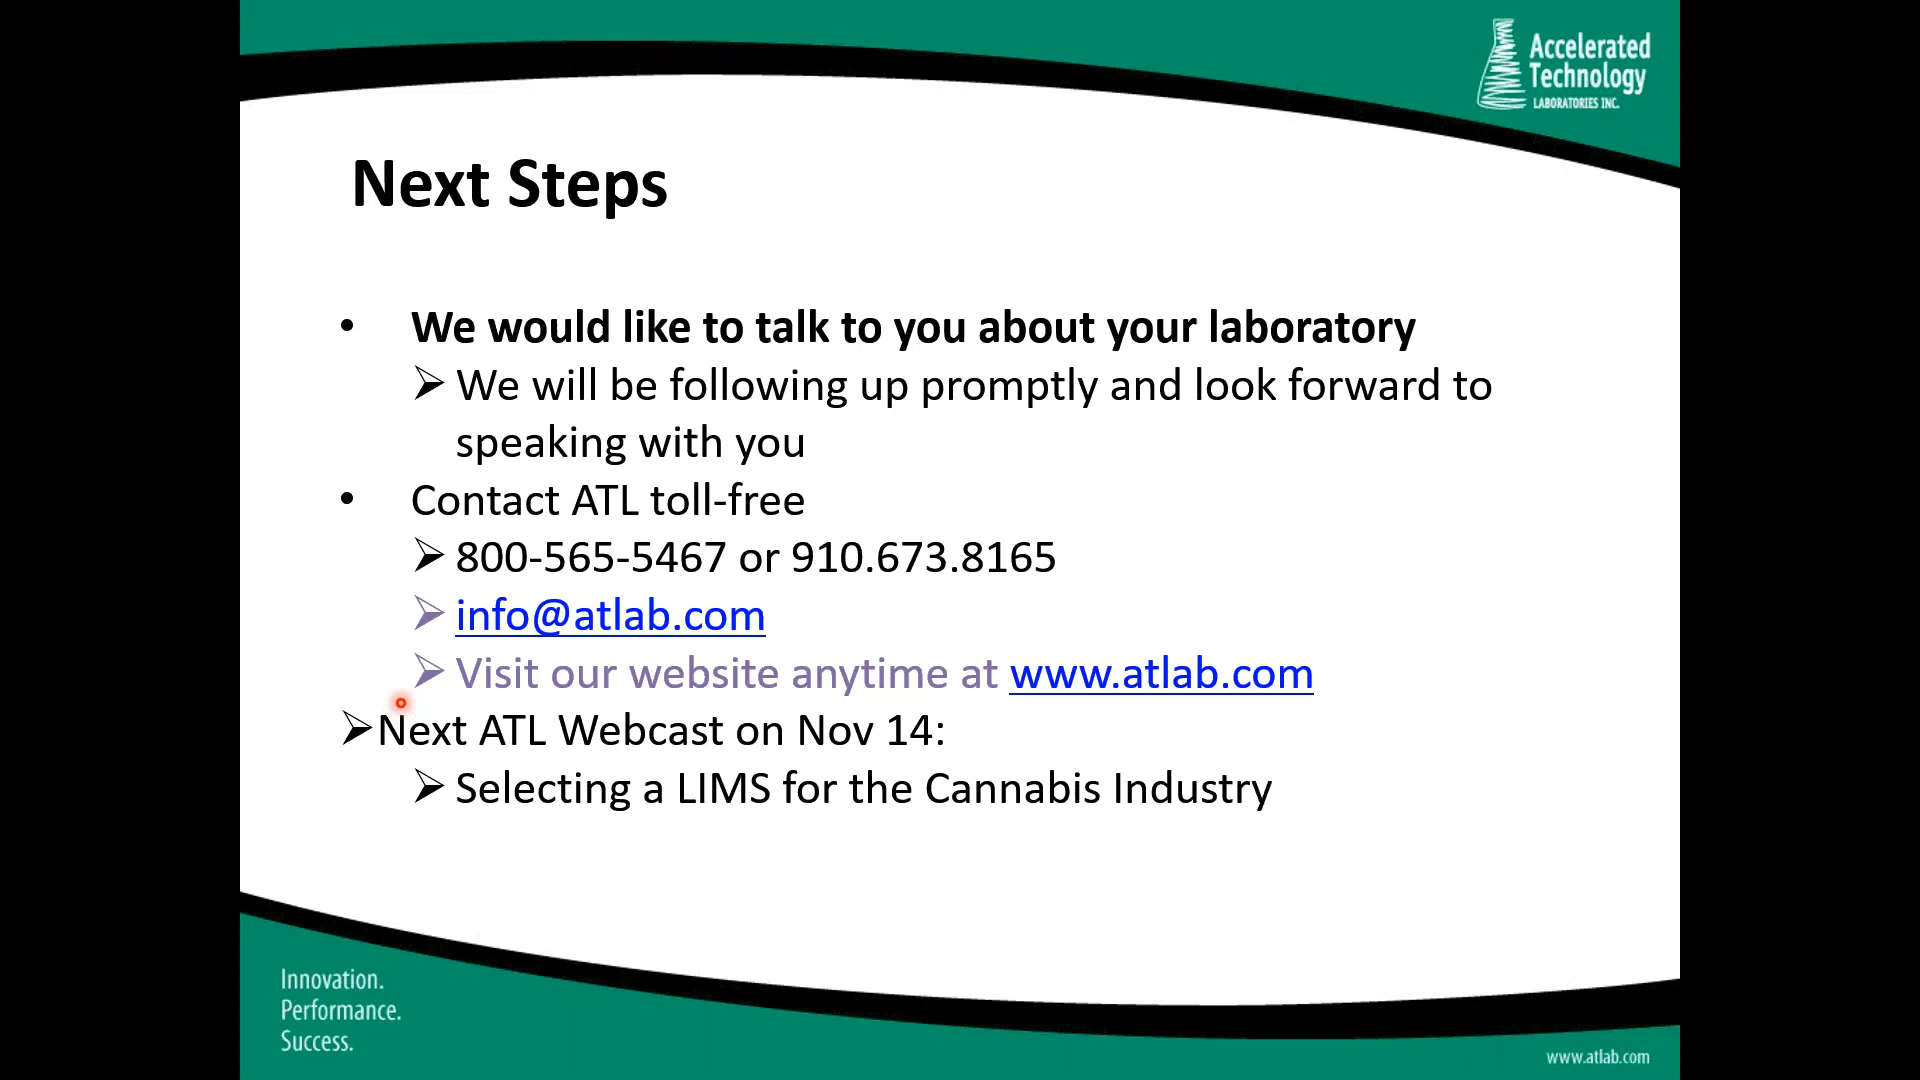 Accelerated
Technology
LABORATORIES INC.
Next Steps
• We would like to talk to you about your laboratory
➢ We will be following up promptly and look forward to
speaking with you
• Contact ATL toll-free
➢ 800-565-5467 or 910.673.8165
➢ info@atlab.com
➢ Visit our website anytime at www.atlab.com
➢ Next ATL Webcast on Nov 14:
➢ Selecting a LIMS for the Cannabis Industry
Innovation.
Performance.
Success.
www.atlab.com